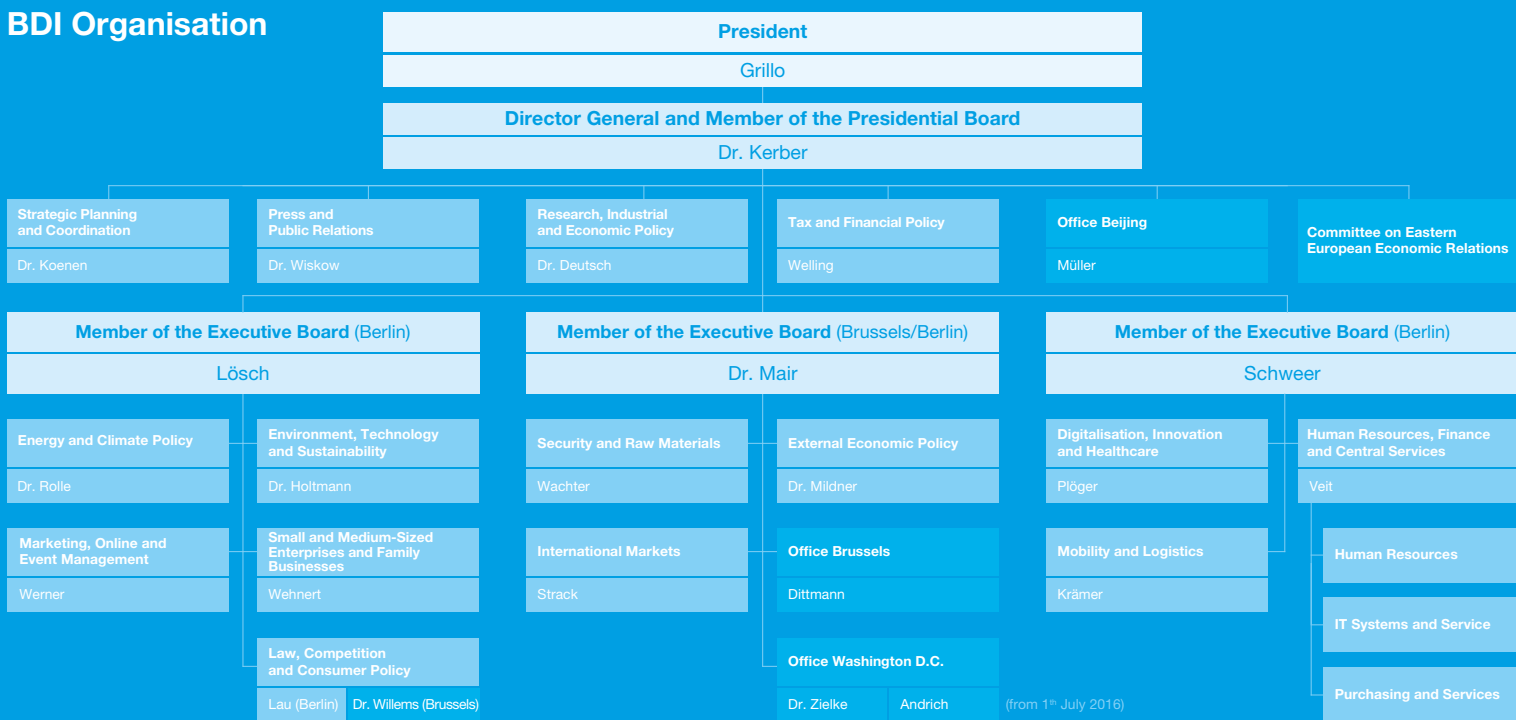 BDI Organisation
President
Grillo
Director General and Member of the Presidential Board
Dr. Kerber
Strategic Planning
and Coordination
Dr. Koenen
Press and
Public Relations
Dr. Wiskow
Research, Industrial
and Economic Policy
Dr. Deutsch
Tax and Financial Policy
Welling
Office Beijing
Müller
Committee on Eastern
European Economic Relations
Member of the Executive Board (Berlin)
Lösch
Member of the Executive Board (Brussels/Berlin)
Dr. Mair
Member of the Executive Board (Berlin)
Schweer
Energy and Climate Policy
Dr. Rolle
Environment, Technology
and Sustainability
Dr. Holtmann
Security and Raw Materials
Wachter
External Economic Policy
Dr. Mildner
Digitalisation, Innovation
and Healthcare
Plöger
Human Resources, Finance
and Central Services
Veit
Marketing, Online and
Event Management
Werner
Small and Medium-Sized
Enterprises and Family
Businesses
Wehnert
International Markets
Strack
Office Brussels
Dittmann
Mobility and Logistics
Krämer
Human Resources
IT Systems and Service
Law, Competition
and Consumer Policy
Lau (Berlin) Dr. Willems (Brussels)
Office Washington D.C.
Dr. Zielke Andrich (from 1th July 2016)
Purchasing and Services